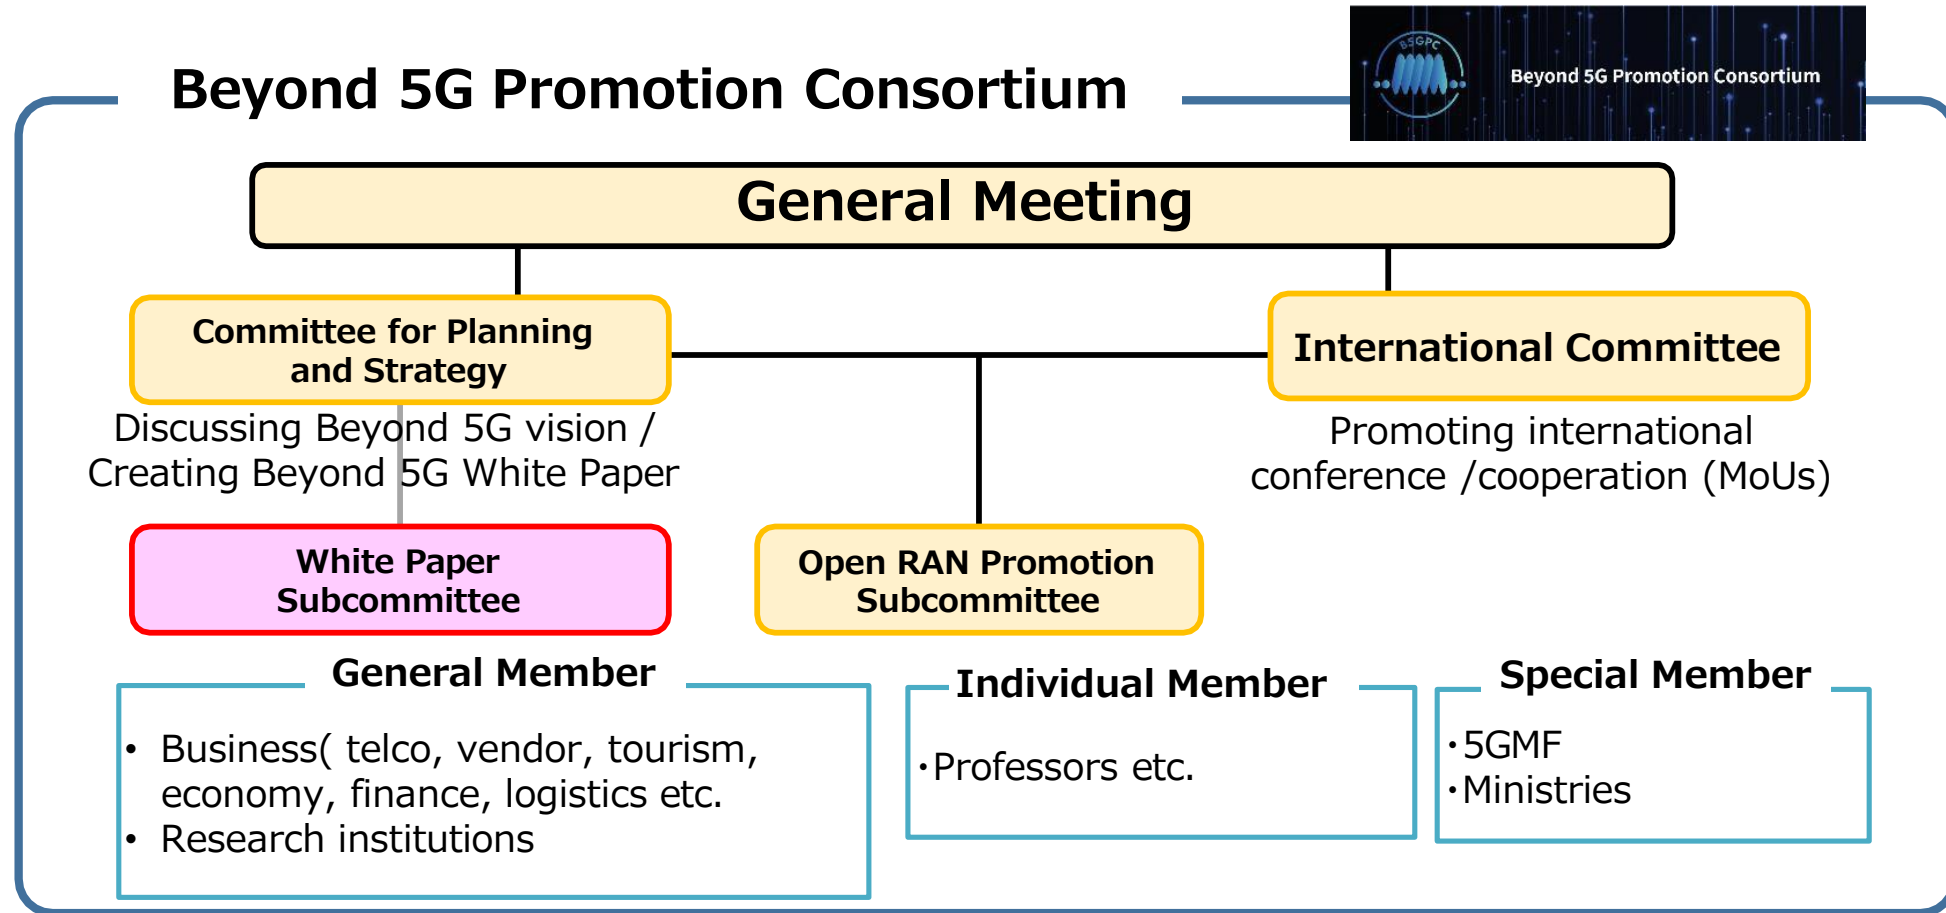 Beyond 5G Promotion Consortium
B5GPC
Beyond 5G Promotion Consortium
General Meeting
Committee for Planning
and Strategy
International Committee
Discussing Beyond 5G vision /
Creating Beyond 5G White Paper
Promoting international
conference /cooperation (MoUs)
White Paper
Subcommittee
Open RAN Promotion
Subcommittee
General Member
• Business( telco, vendor, tourism,
economy, finance, logistics etc.
• Research institutions
Individual Member
・Professors etc.
Special Member
・5GMF
・Ministries